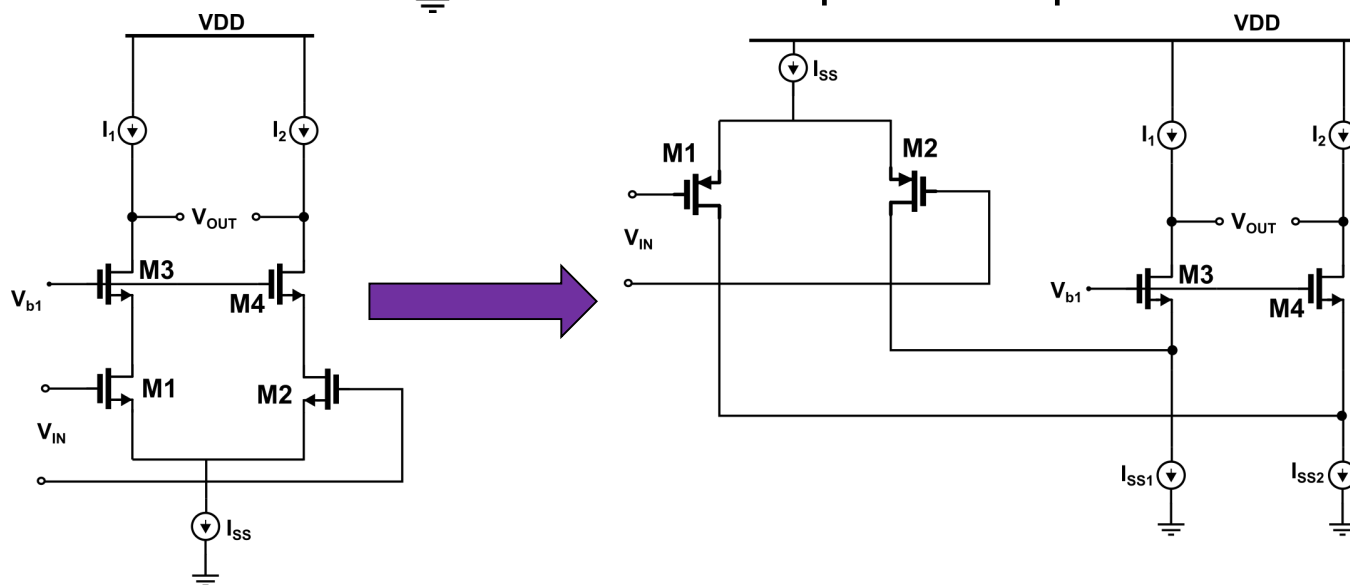 VDD
I1
I2
VOUT
M3
M4
Vb1
M1
M2
VIN
ISS
VDD
ISS
M1
M2
I1
I2
VIN
VOUT
M3
M4
Vb1
ISS1
ISS2